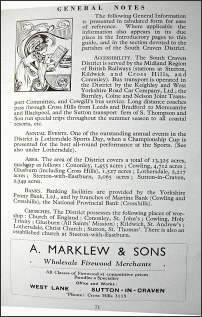 GENERAL NOTES
The following General Information
is presented in tabulated form for ease
of reference. Where applicable the
information also appears in its due
place in the Introductory pages to this
guide, and in the section devoted to the
parishes of the South Craven District.
ACCESSIBILITY. The South Craven
District is served by the Midland Region
of British Railways (stations at Steeton,
Kildwick and Cross Hills, and
Cononley). Bus transport is operated in
the District by the Keighley and West
Yorkshire Road Car Company, Ltd., the
Burnley, Colne and Nelson Joint Trans-
port Committee, and Cowgill's bus service. Long distance coaches
pass through Cross Hills from Leeds and Bradford to Morecambe
and Blackpool, and the Sutton transport firm of S. Thompson and
Son run special trips throughout the summer season to all coastal
resorts, etc.
ANNUAL EVENTS. One of the outstanding annual events in the
District is Lothersdale Sports Day, when a Championship Cup is
presented for the best all-round performance at the Sports. (See
also under Lothersdale).
AREA. The area of the District covers a total of 13,325 acres,
made up as follows: Cononley, 1,455 acres; Cowling, 4,712 acres;
Glusburn (including Cross Hills), 1,527 acres; Lothersdale, 2,217
acres; Steeton-with-Eastburn, 2,065 acres; Sutton-in-Craven,
2,349 acres.
BANKS. Banking facilities are provided by the Yorkshire
Penny Bank, Ltd., and by branches of Martins Bank (Cowling and
Crosshills), the National Provincial Bank (Crosshills).
CHURCHES. The District possesses the following places of wor-
ship: Church of England: Cononley, St. John's; Cowling, Holy
Trinity; Glusburn (All Saints' Mission); Kildwick, St. Andrew's;
Lothersdale, Christ Church; Sutton, St. Thomas'. There is also an
established church at Steeton-with-Eastburn.
A. MARKLEW & SONS
Wholesale Firewood Merchants
All Classes of Firewood at competitive prices
Bundles a Speciality
Office and Works:
WEST LANE SUTTON-IN-CRAVEN
'Phone: Cross Hills 3115